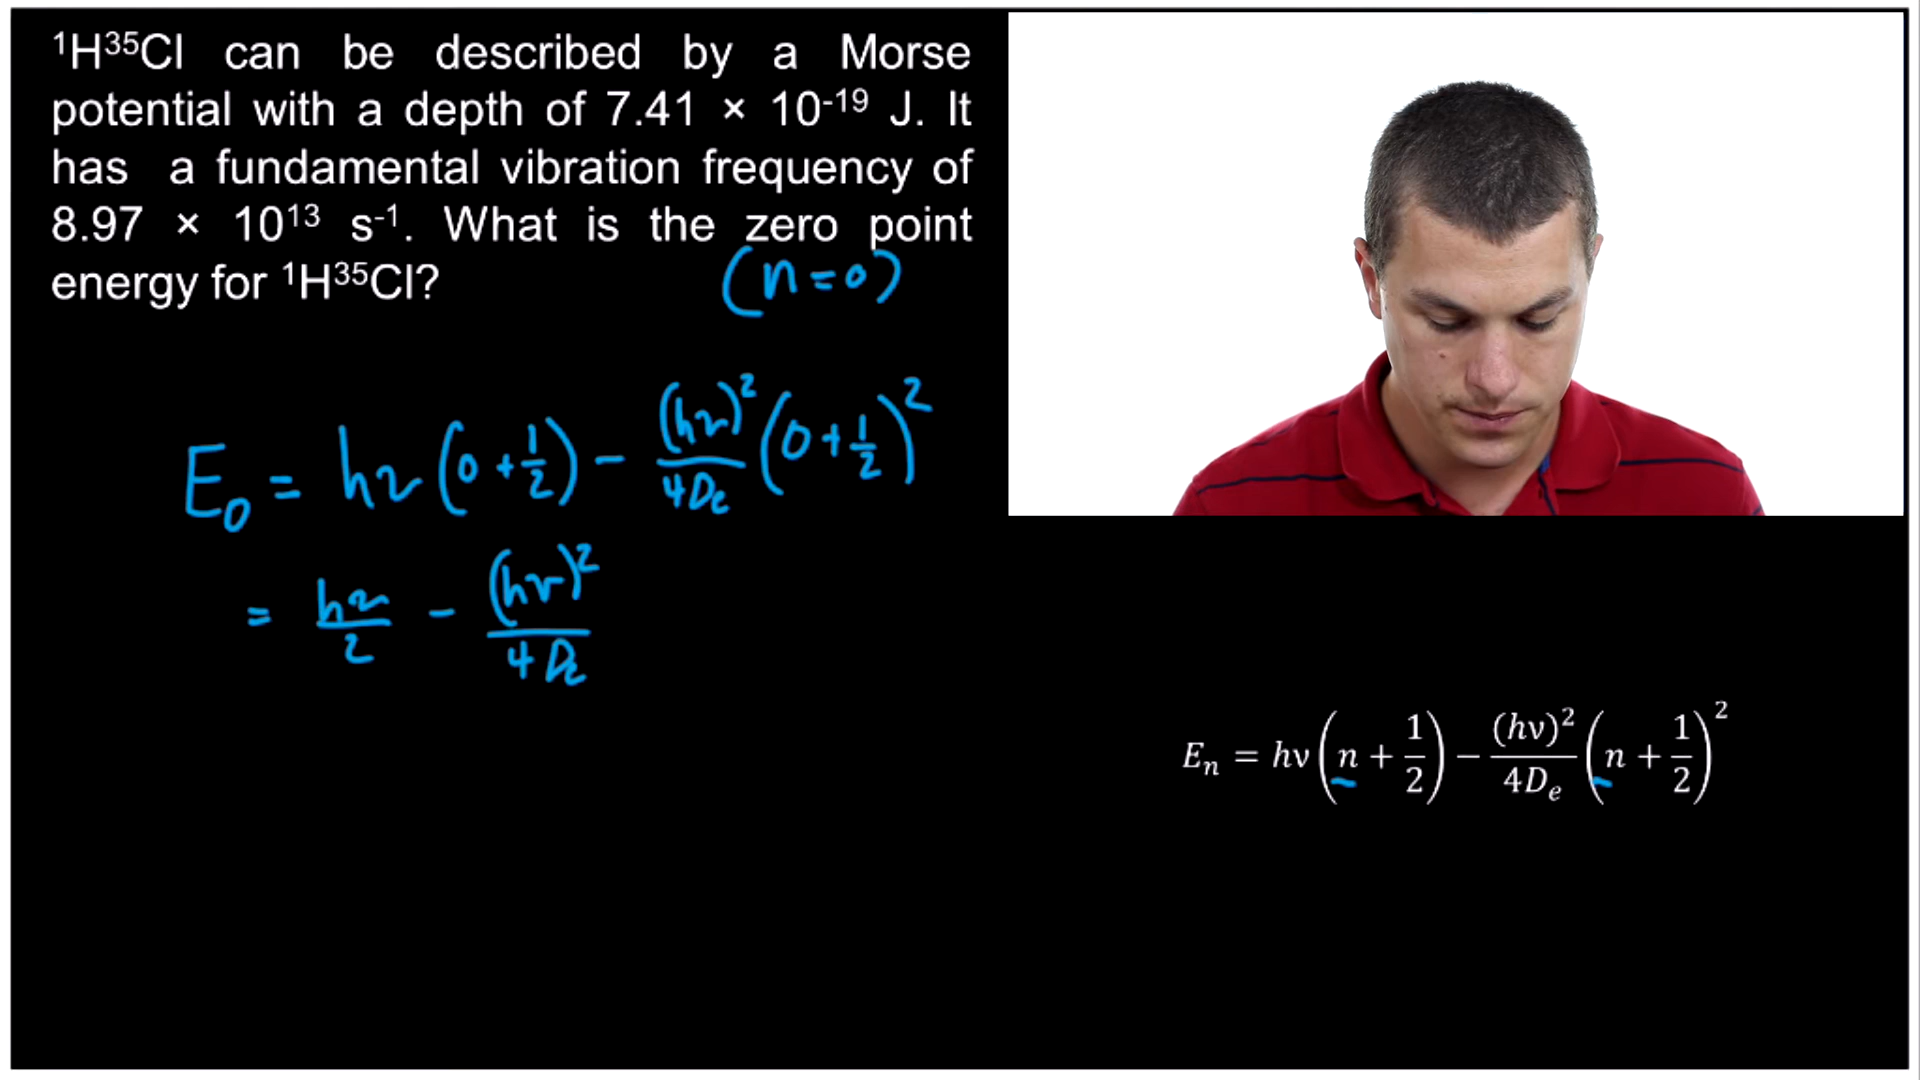 ¹H³⁵Cl can be described by a Morse
potential with a depth of 7.41 × 10⁻¹⁹ J. It
has a fundamental vibration frequency of
8.97 × 10¹³ s⁻¹. What is the zero point
energy for ¹H³⁵Cl?
(n=0)
E₀ = hν(0+1/2) - (hν)²/4Dₑ (0+1/2)²
= hν/2 - (hν)²/4Dₑ
Eₙ = hν(n + 1/2) − (hν)²/4Dₑ (n + 1/2)²